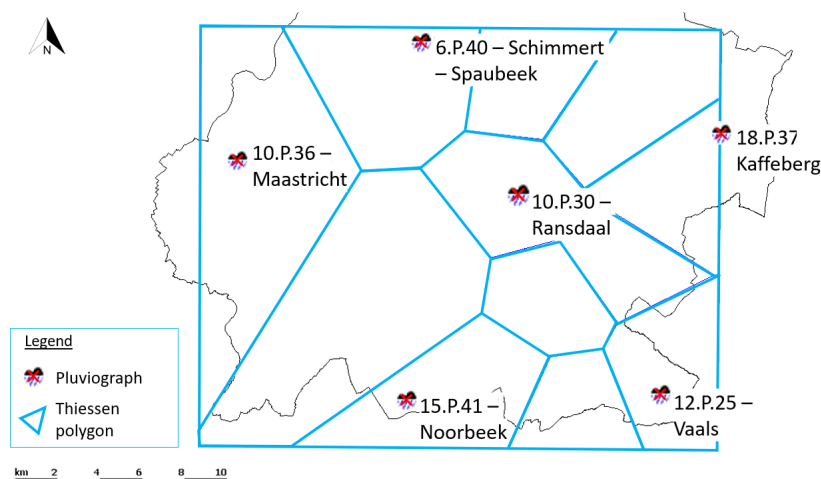 N
6.P.40 – Schimmert
– Spaubeek
18.P.37
Kaffeberg
10.P.36 –
Maastricht
10.P.30 –
Ransdaal
Legend
Pluviograph
Thiessen
polygon
15.P.41 –
Noorbeek
12.P.25 –
Vaals
km 2 4 6 8 10